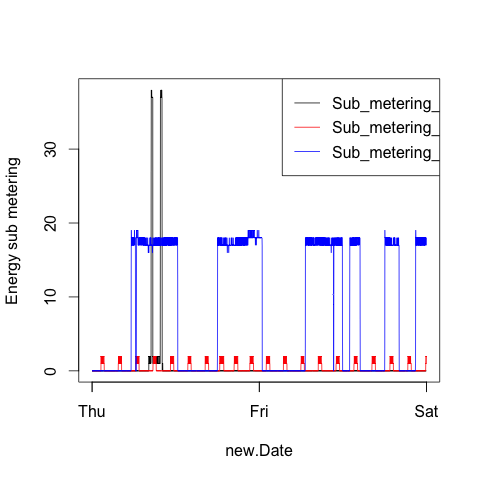 Sub_metering_
Sub_metering_
Sub_metering_
Energy sub metering
30
20
10
0
Thu Fri Sat
new.Date